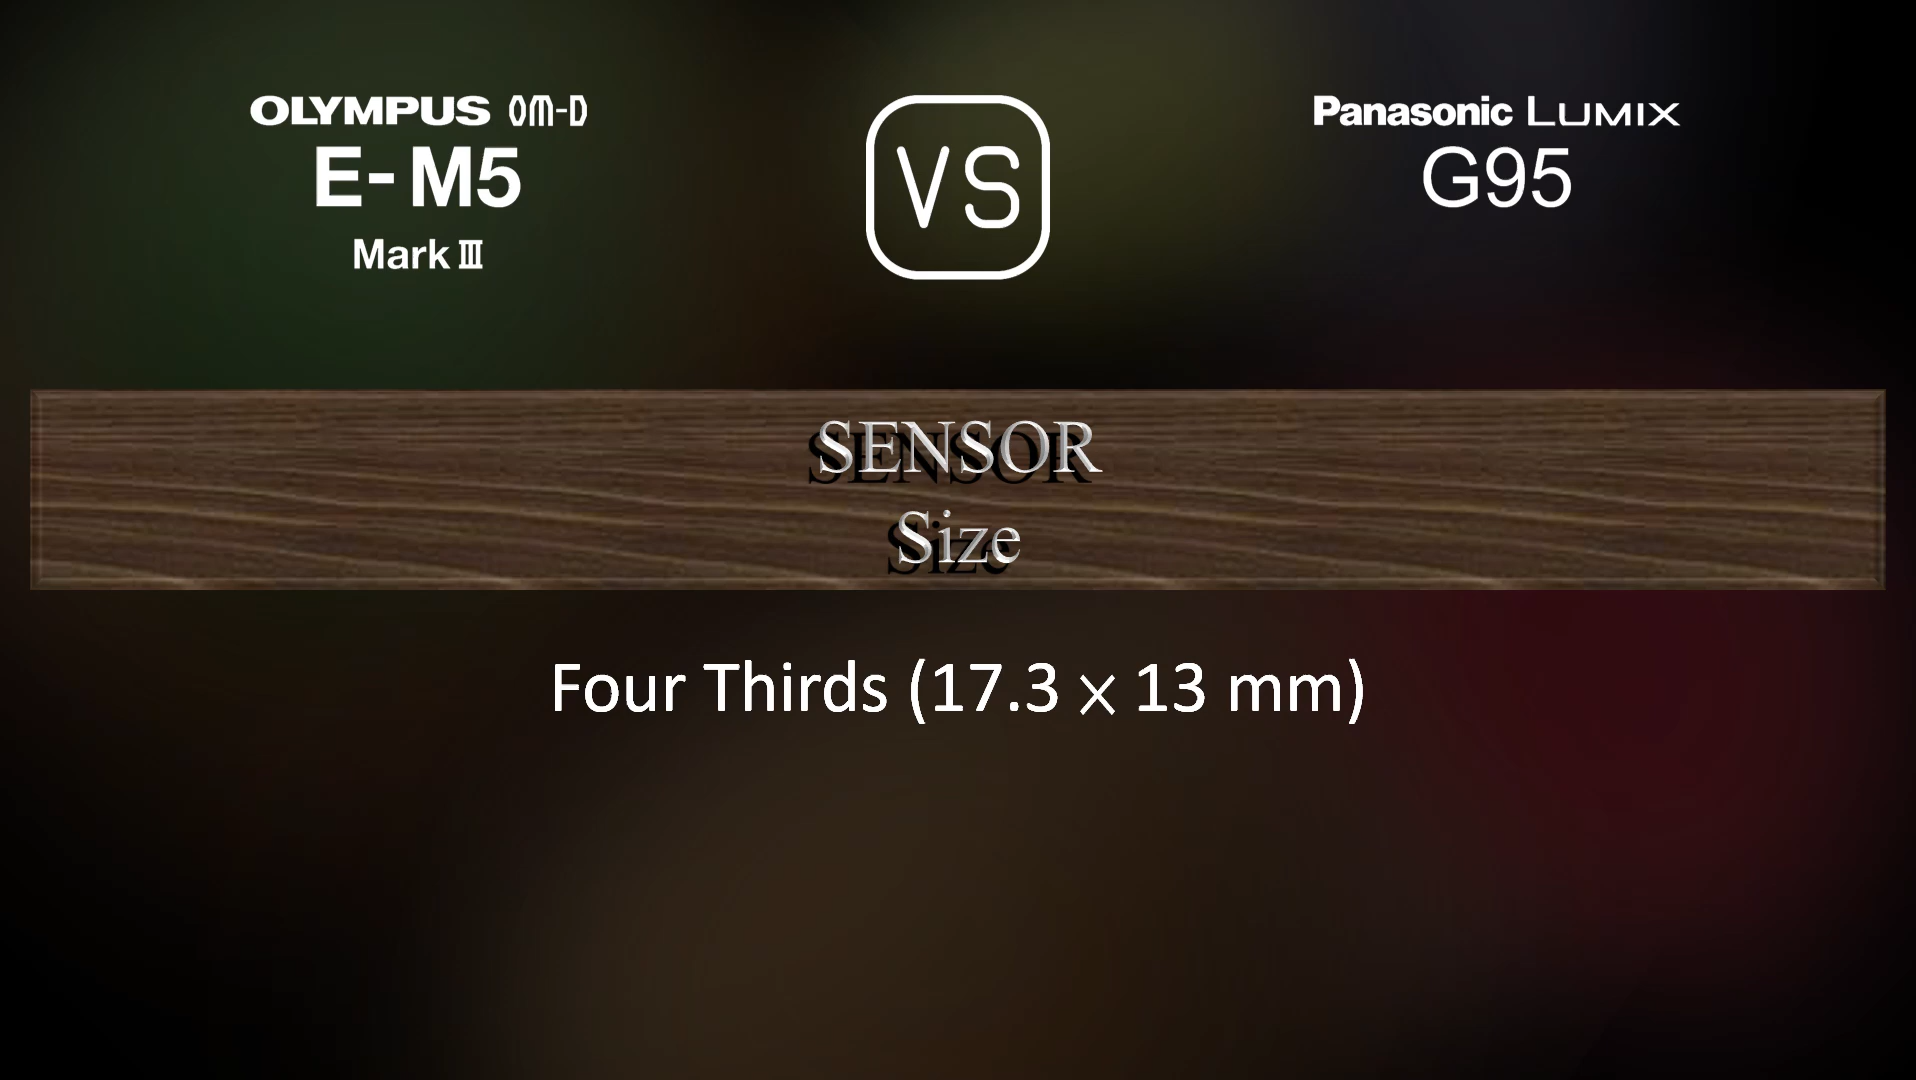 OLYMPUS OM-D
E-M5
Mark III
VS
Panasonic LUMIX
G95
SENSOR
Size
Four Thirds (17.3 x 13 mm)